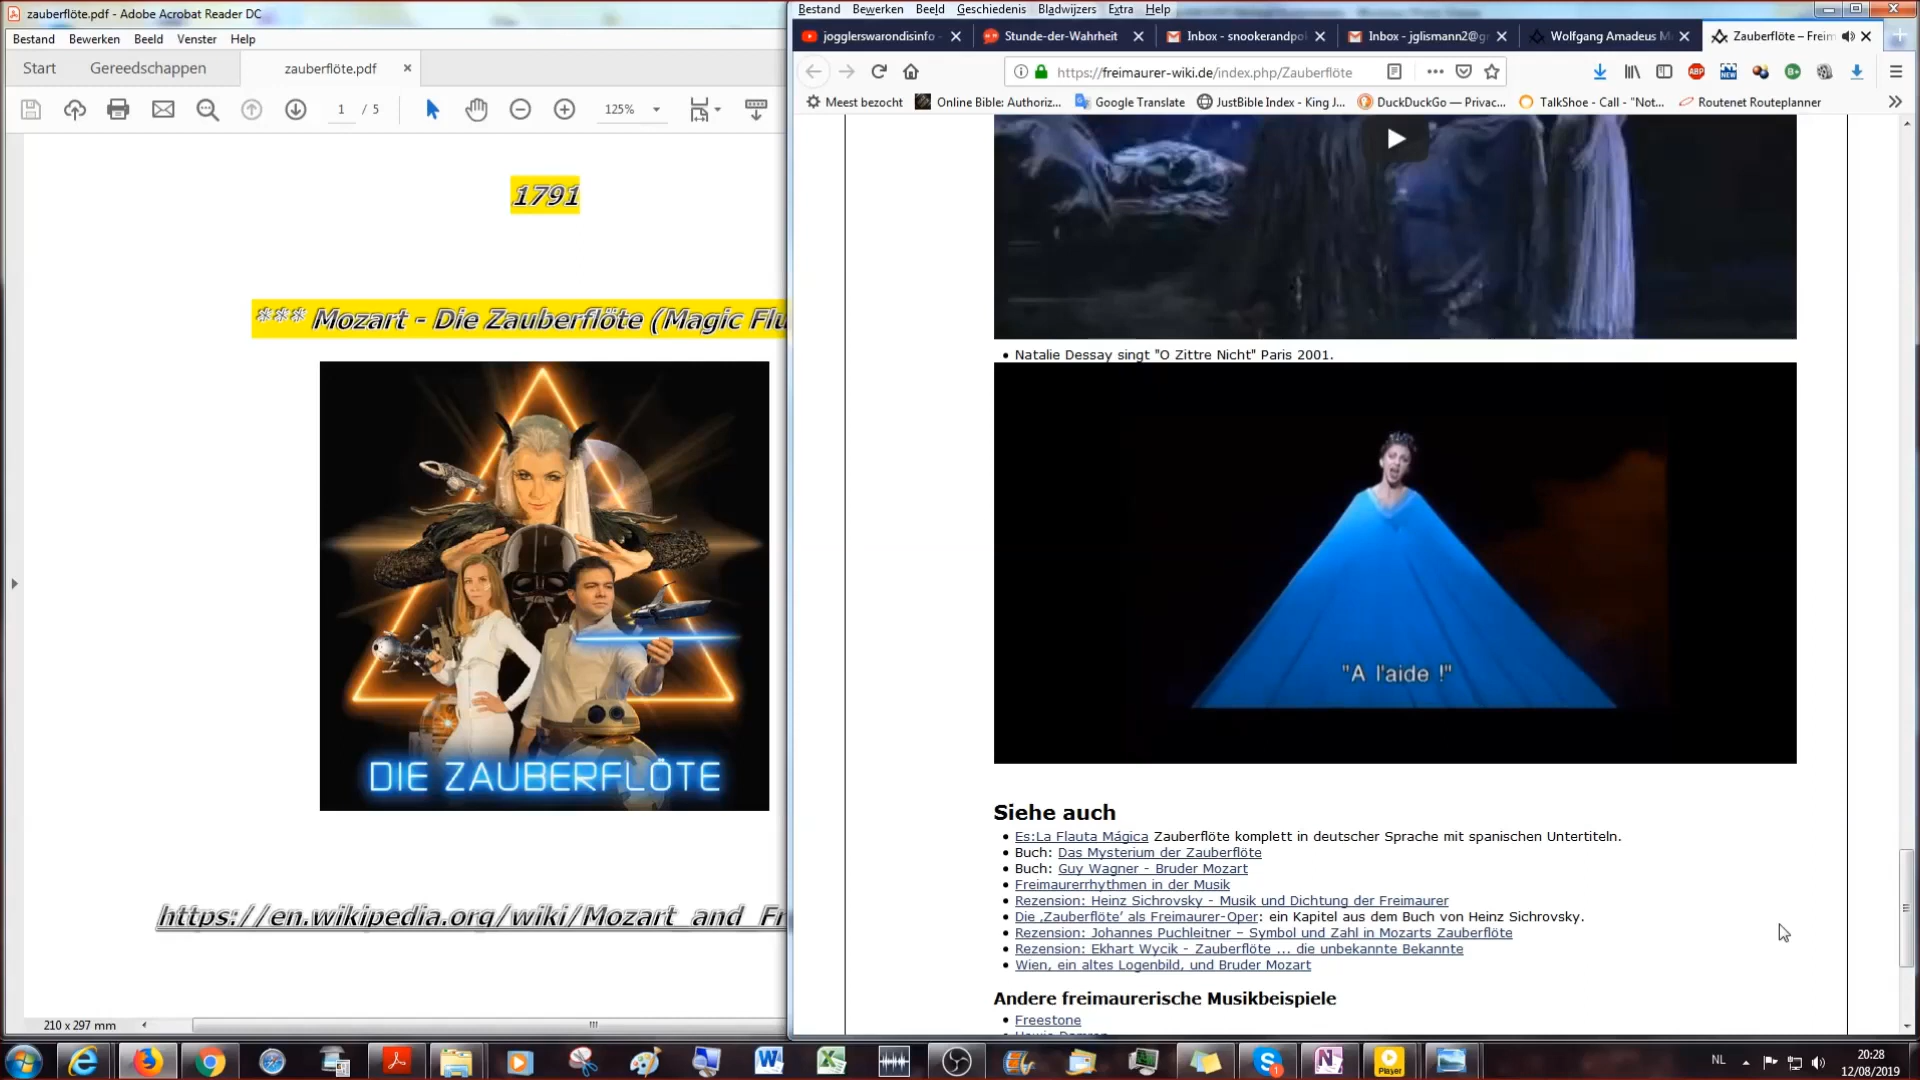 zauberflöte.pdf - Adobe Acrobat Reader DC
Bestand Bewerken Beeld Venster Help
Start Gereedschappen zauberflöte.pdf
1 / 5 125%
1791
*** Mozart - Die Zauberflöte (Magic Flu
DIE ZAUBERFLÖTE
https://en.wikipedia.org/wiki/Mozart_and_Fr
210 x 297 mm
Bestand Bewerken Beeld Geschiedenis Bladwijzers Extra Help
jogglerswarondisinfo - Stunde-der-Wahrheit Inbox - snookerandpo Inbox - jglismann2@g Wolfgang Amadeus M Zauberflöte – Freim
https://freimaurer-wiki.de/index.php/Zauberflöte
Meest bezocht Online Bible: Authoriz... Google Translate JustBible Index - King J... DuckDuckGo — Privac... TalkShoe - Call - "Not... Routenet Routeplanner
Natalie Dessay singt "O Zittre Nicht" Paris 2001.
"A l'aide !"
Siehe auch
Es:La Flauta Mágica Zauberflöte komplett in deutscher Sprache mit spanischen Untertiteln.
Buch: Das Mysterium der Zauberflöte
Buch: Guy Wagner - Bruder Mozart
Freimaurerrhythmen in der Musik
Rezension: Heinz Sichrovsky - Musik und Dichtung der Freimaurer
Die ‚Zauberflöte’ als Freimaurer-Oper: ein Kapitel aus dem Buch von Heinz Sichrovsky.
Rezension: Johannes Puchleitner – Symbol und Zahl in Mozarts Zauberflöte
Rezension: Ekhart Wycik - Zauberflöte ... die unbekannte Bekannte
Wien, ein altes Logenbild, und Bruder Mozart
Andere freimaurerische Musikbeispiele
Freestone
NL 20:28
12/08/2019